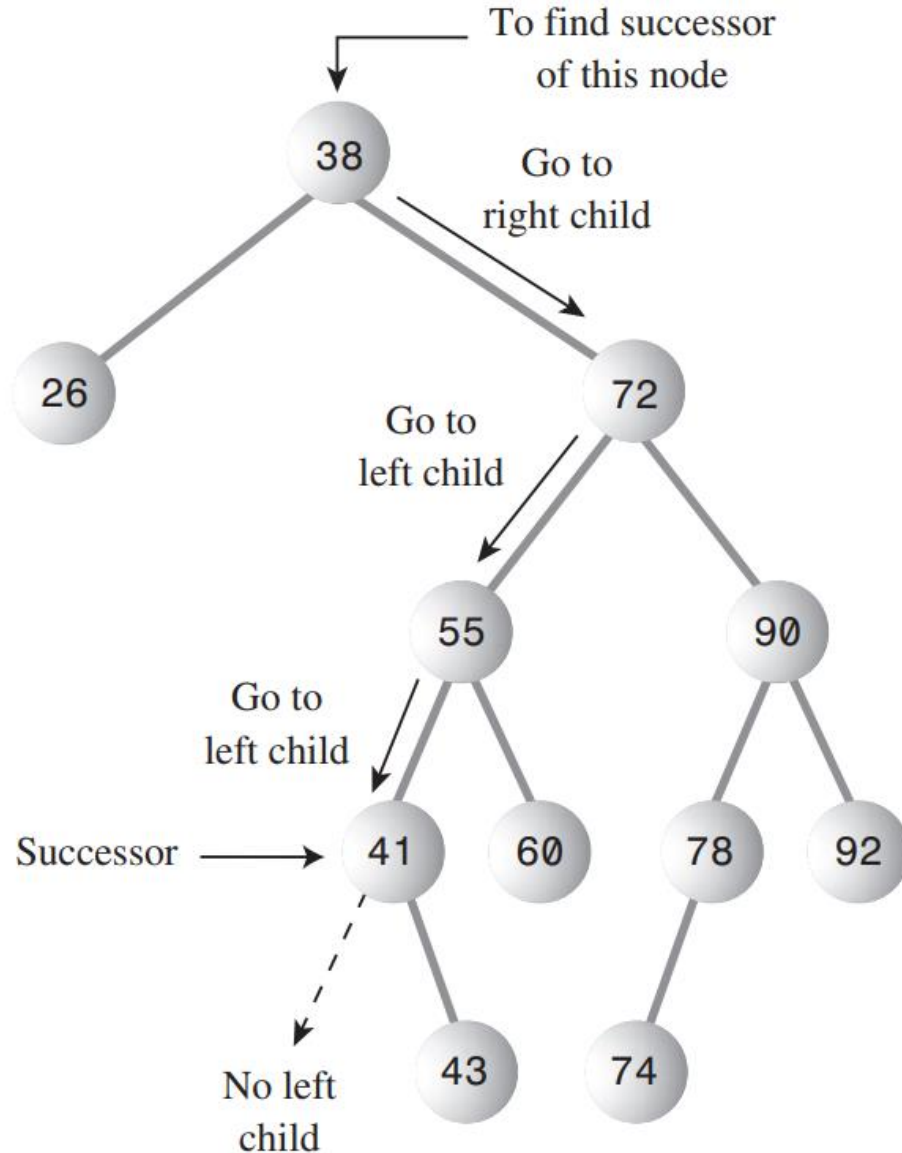 To find successor
of this node
38
Go to
right child
26
72
Go to
left child
55
90
Go to
left child
Successor
41
60
78
92
No left
child
43
74